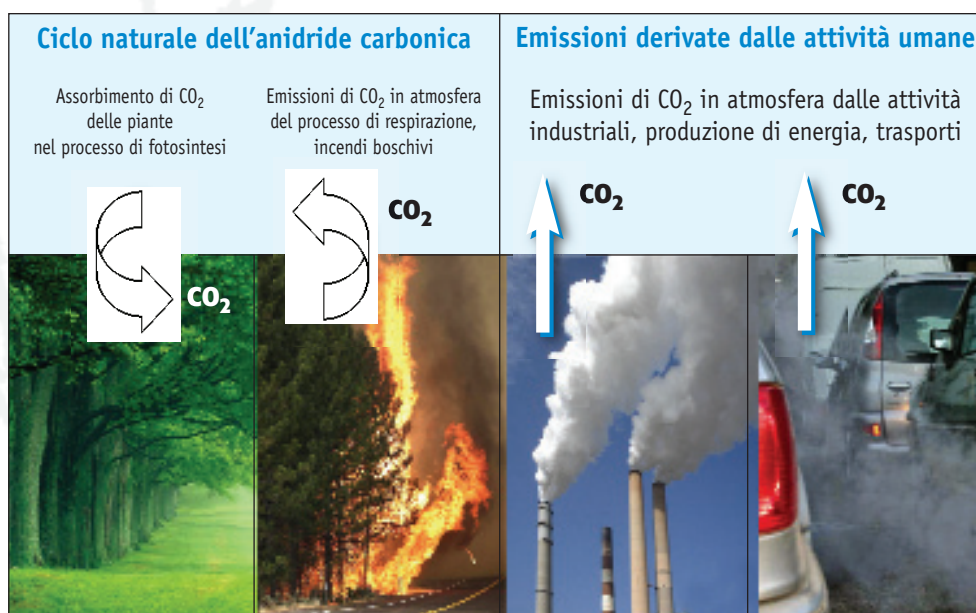 Ciclo naturale dell'anidride carbonica
Assorbimento di CO₂
delle piante
nel processo di fotosintesi
Emissioni di CO₂ in atmosfera
del processo di respirazione,
incendi boschivi
CO₂
CO₂
Emissioni derivate dalle attività umane
Emissioni di CO₂ in atmosfera dalle attività
industriali, produzione di energia, trasporti
CO₂
CO₂